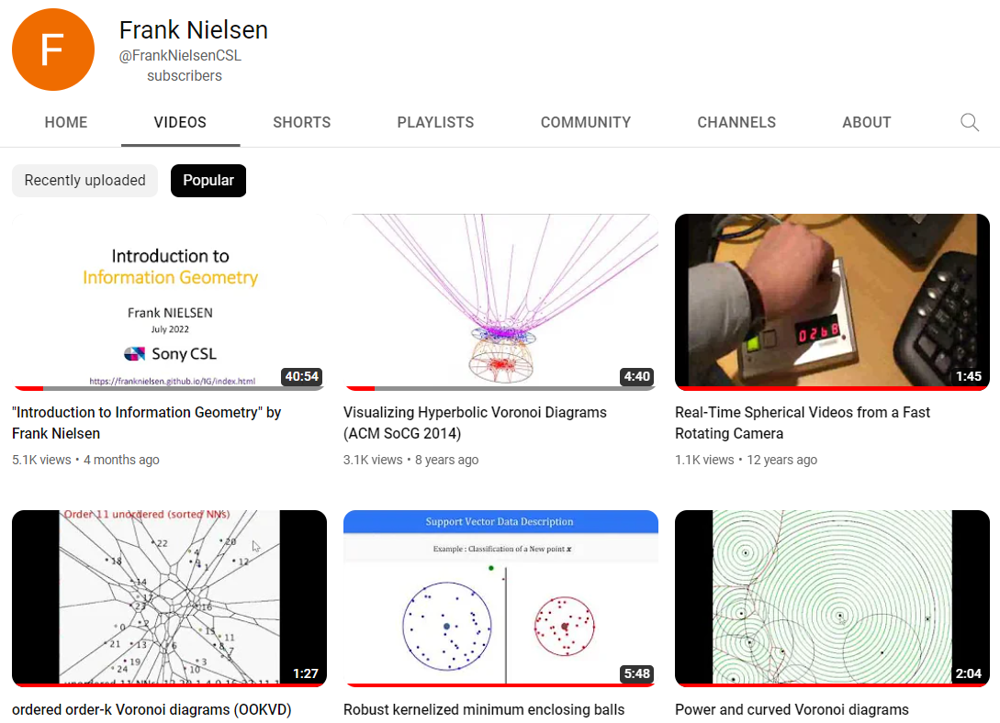 F
Frank Nielsen
@FrankNielsenCSL
subscribers
HOME VIDEOS SHORTS PLAYLISTS COMMUNITY CHANNELS ABOUT
Recently uploaded Popular
Introduction to
Information Geometry
Frank NIELSEN
July 2022
Sony CSL
https://franknielsen.github.io/IG/index.html
40:54
4:40
0268
1:45
"Introduction to Information Geometry" by
Frank Nielsen
5.1K views • 4 months ago
Visualizing Hyperbolic Voronoi Diagrams
(ACM SoCG 2014)
3.1K views • 8 years ago
Real-Time Spherical Videos from a Fast
Rotating Camera
1.1K views • 12 years ago
Order 11 unordered (sorted NNs)
22
20
4
18
1
12
14
17
23
16
0
2
15
11
21
13
6
8
7
5
19
3
24
10
1:27
Support Vector Data Description
Example : Classification of a New point x
5:48
2:04
ordered order-k Voronoi diagrams (OOKVD)
Robust kernelized minimum enclosing balls
Power and curved Voronoi diagrams